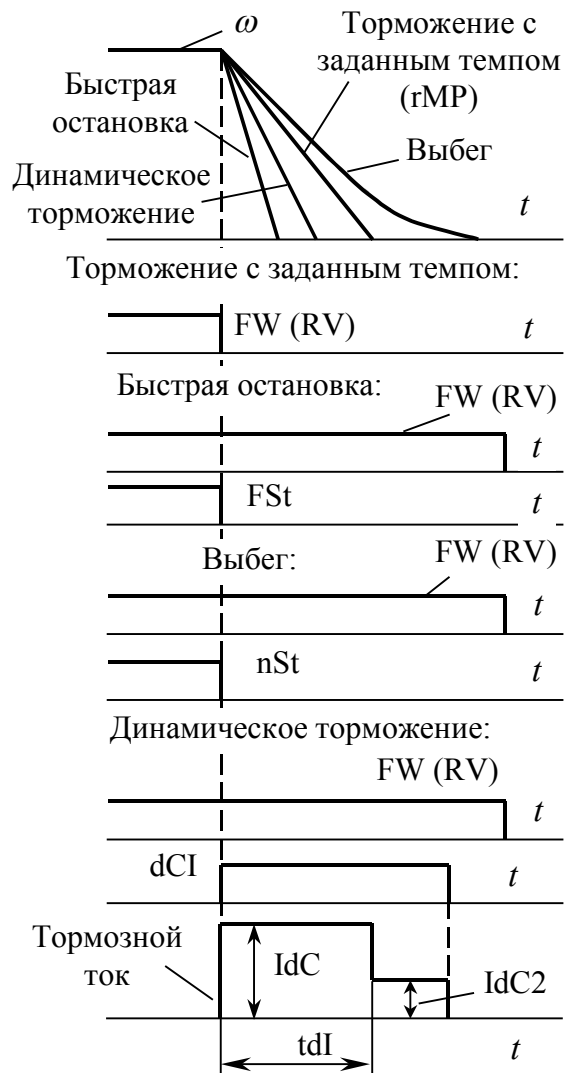 ω
Торможение с
заданным темпом
(rMP)
Быстрая
остановка
Выбег
Динамическое
торможение
t
Торможение с заданным темпом:
FW (RV)
t
Быстрая остановка:
FW (RV)
t
FSt
t
Выбег:
FW (RV)
t
nSt
t
Динамическое торможение:
FW (RV)
t
dCI
t
Тормозной
ток
IdC
IdC2
tdI
t